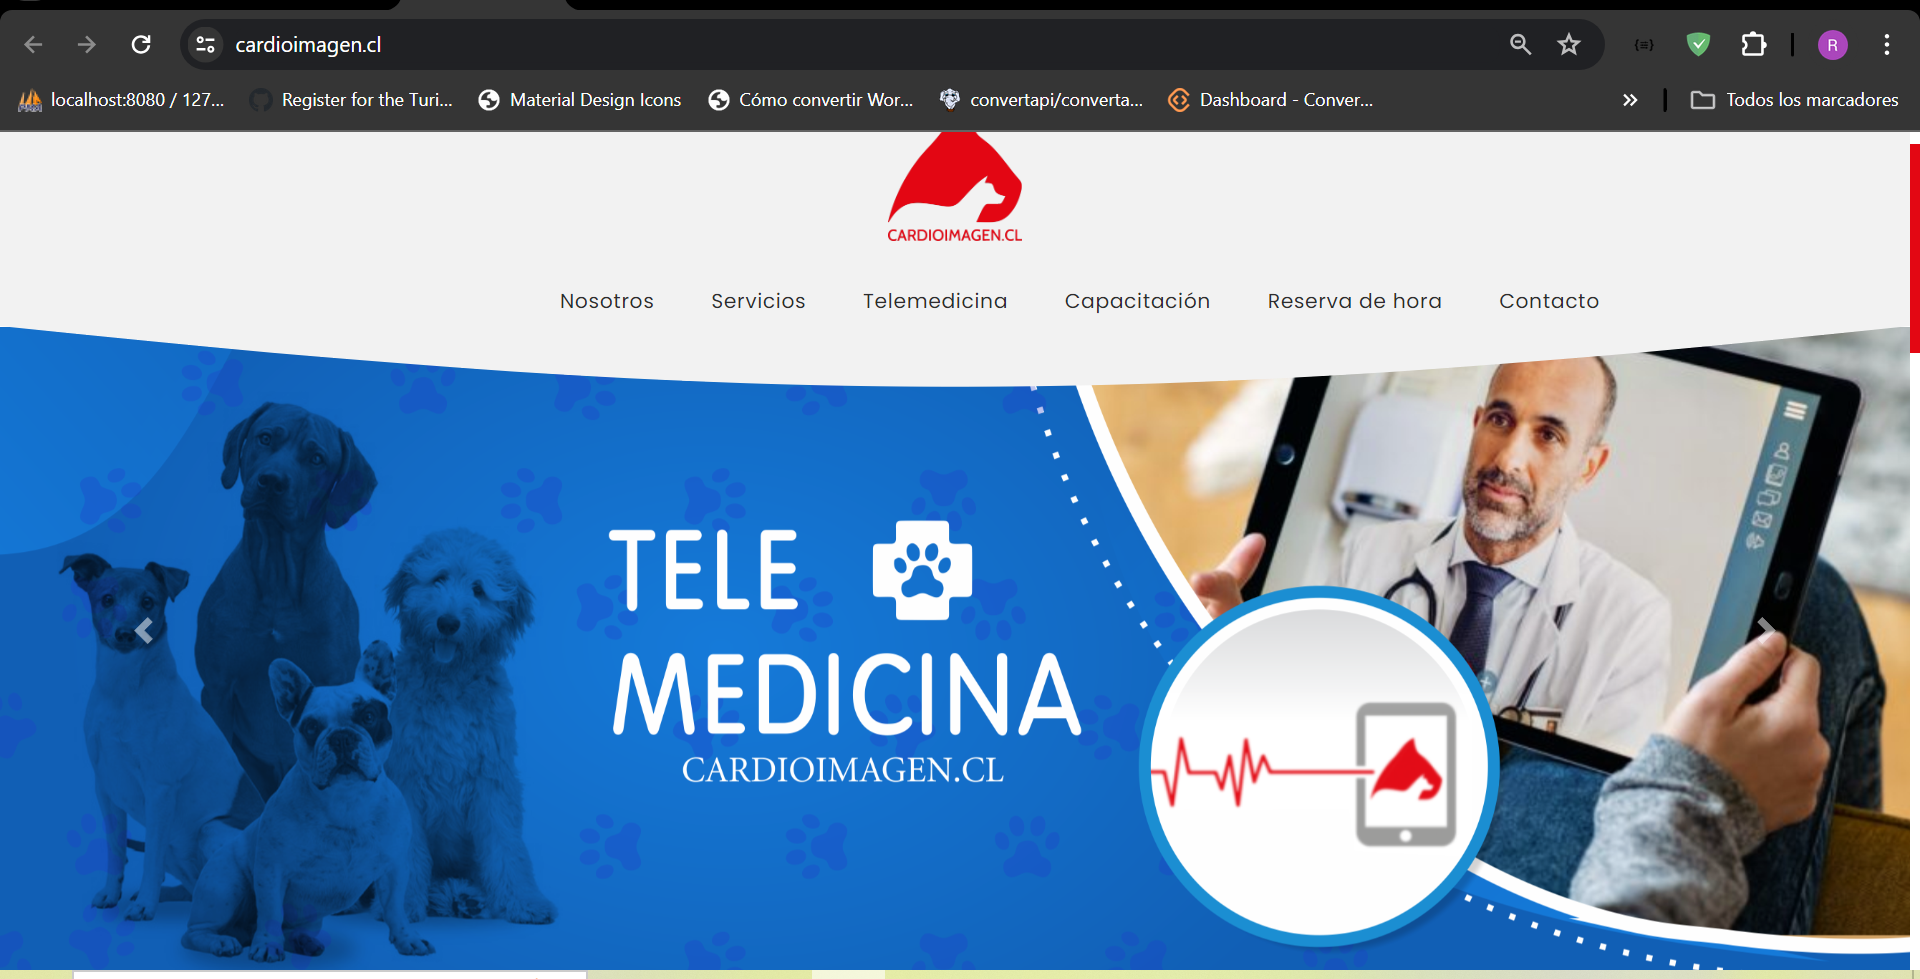 cardioimagen.cl
R
localhost:8080 / 127...
Register for the Turi...
Material Design Icons
Cómo convertir Wor...
convertapi/converta...
Dashboard - Conver...
Todos los marcadores
CARDIOIMAGEN.CL
Nosotros
Servicios
Telemedicina
Capacitación
Reserva de hora
Contacto
TELE
MEDICINA
CARDIOIMAGEN.CL